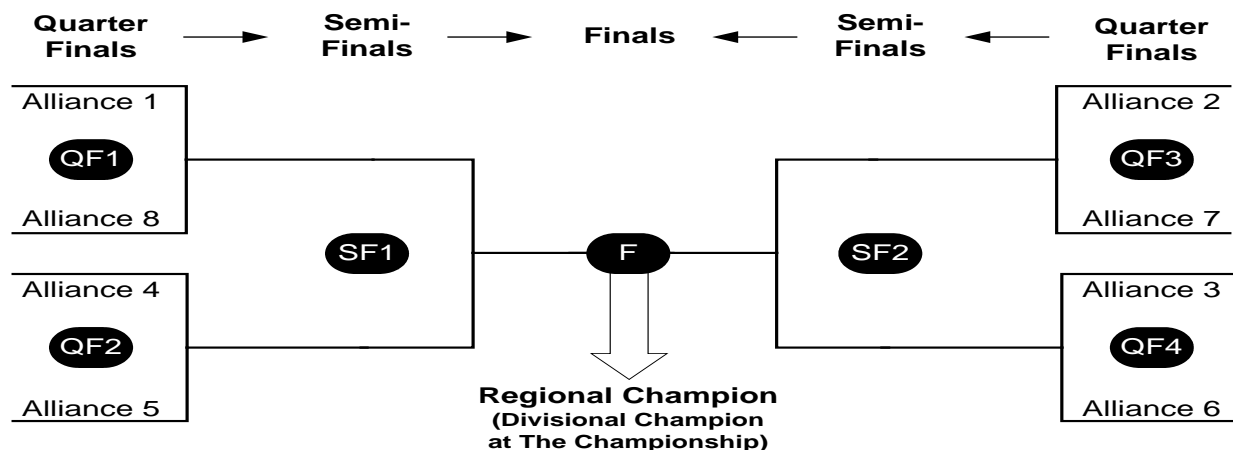 Quarter
Finals
Semi-
Finals
Finals
Semi-
Finals
Quarter
Finals
Alliance 1
QF1
Alliance 8
Alliance 4
QF2
Alliance 5
SF1
F
SF2
Alliance 2
QF3
Alliance 7
Alliance 3
QF4
Alliance 6
Regional Champion
(Divisional Champion
at The Championship)